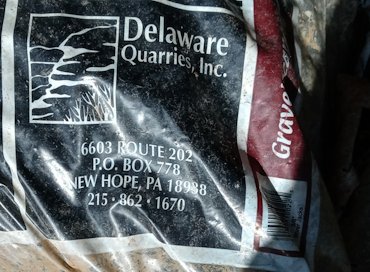 Delaware
Quarries, Inc.
6603 ROUTE 202
P.O. BOX 778
NEW HOPE, PA 18938
215 • 862 • 1670
Grave